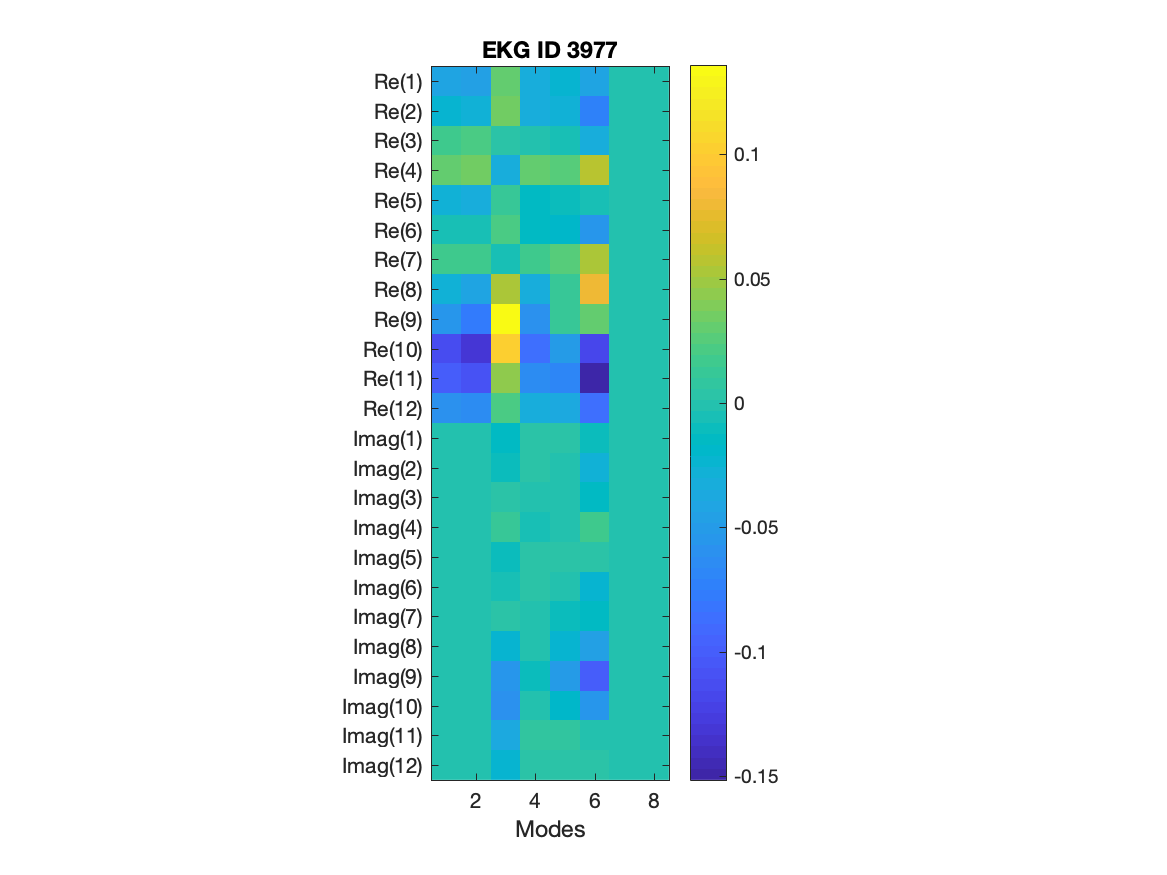 EKG ID 3977
Re(1)
Re(2)
Re(3)
Re(4)
Re(5)
Re(6)
Re(7)
Re(8)
Re(9)
Re(10)
Re(11)
Re(12)
Imag(1)
Imag(2)
Imag(3)
Imag(4)
Imag(5)
Imag(6)
Imag(7)
Imag(8)
Imag(9)
Imag(10)
Imag(11)
Imag(12)
2 4 6 8
Modes
0.1
0.05
0
-0.05
-0.1
-0.15